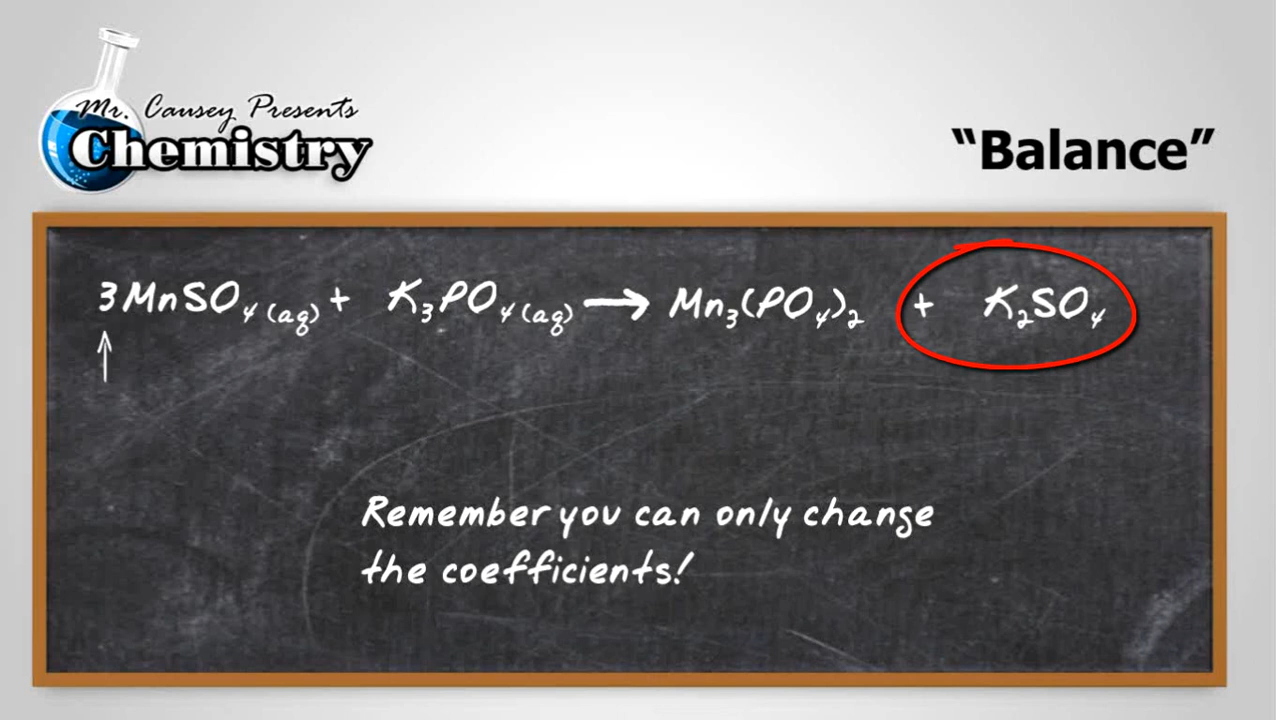 Mr. Causey Presents
Chemistry
“Balance”
3MnSO₄(aq) + K₃PO₄(aq) → Mn₃(PO₄)₂ + K₂SO₄
↑
Remember you can only change
the coefficients!